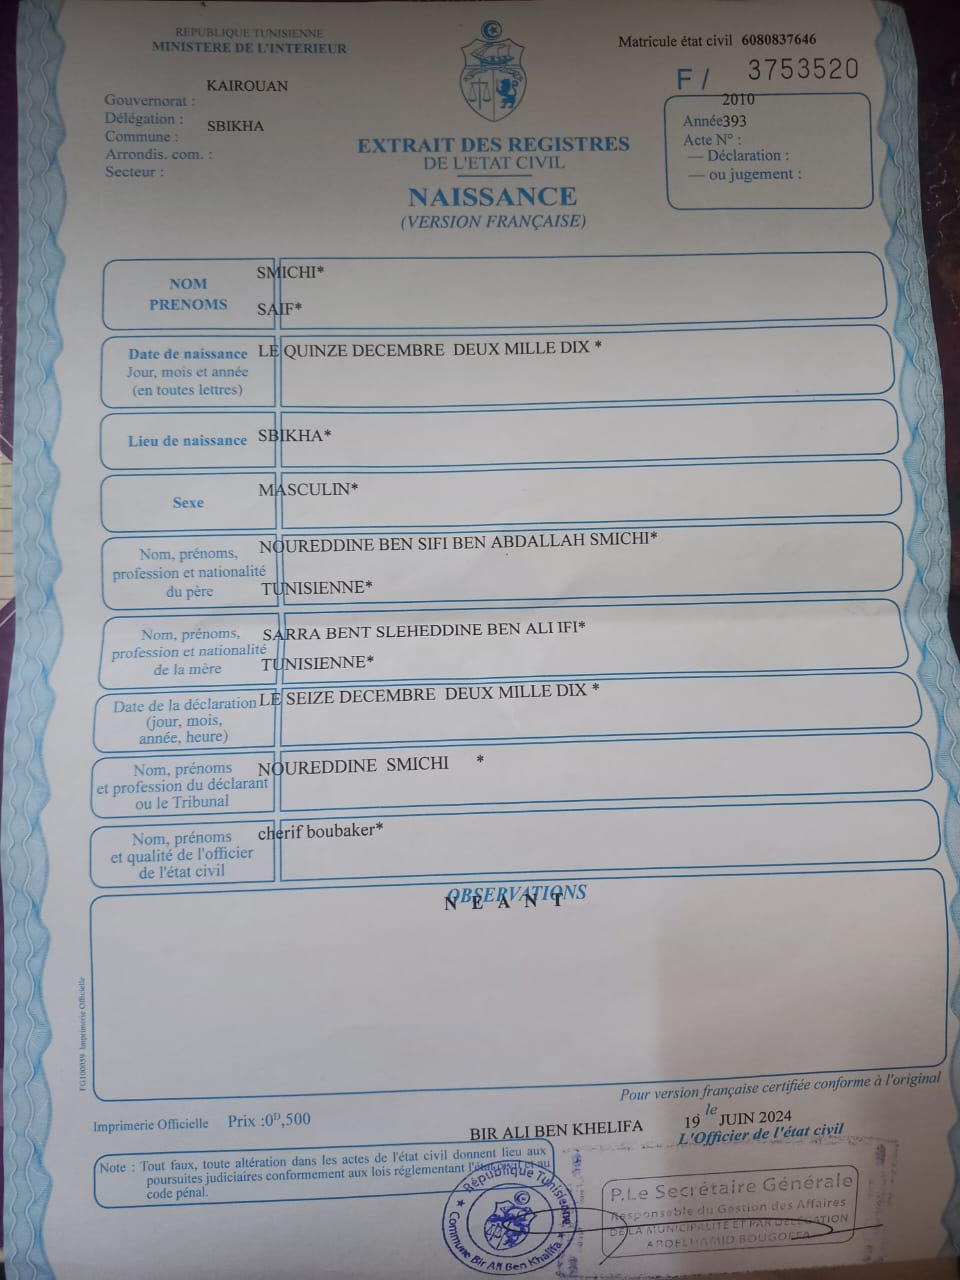 REPUBLIQUE TUNISIENNE
MINISTERE DE L'INTERIEUR
Matricule état civil 6080837646
F / 3753520
KAIROUAN
Gouvernorat :
Délégation :
SBIKHA
Commune :
Arrondis. com. :
Secteur :
2010
Année393
Acte N° :
— Déclaration :
— ou jugement :
EXTRAIT DES REGISTRES
DE L'ETAT CIVIL
NAISSANCE
(VERSION FRANÇAISE)
NOM
PRENOMS
SMICHI*
SAIF*
Date de naissance
Jour, mois et année
(en toutes lettres)
LE QUINZE DECEMBRE DEUX MILLE DIX *
Lieu de naissance
SBIKHA*
Sexe
MASCULIN*
Nom, prénoms,
profession et nationalité
du père
NOUREDDINE BEN SIFI BEN ABDALLAH SMICHI*
TUNISIENNE*
Nom, prénoms,
profession et nationalité
de la mère
SARRA BENT SLEHEDDINE BEN ALI IFI*
TUNISIENNE*
Date de la déclaration
(jour, mois,
année, heure)
LE SEIZE DECEMBRE DEUX MILLE DIX *
Nom, prénoms
et profession du déclarant
ou le Tribunal
NOUREDDINE SMICHI *
Nom, prénoms
et qualité de l'officier
de l'état civil
cherif boubaker*
OBSERVATIONS
N E A N T
FG100059 Imprimerie Officielle
Pour version française certifiée conforme à l'original
Imprimerie Officielle Prix :0ᴰ,500
BIR ALI BEN KHELIFA
le
19 JUIN 2024
L'Officier de l'état civil
Note : Tout faux, toute altération dans les actes de l'état civil donnent lieu aux
poursuites judiciaires conformement aux lois réglementant l'état civil et au
code pénal.
République Tunisienne
Commune Bir Ali Ben Khalifa
P.Le Secrétaire Générale
Responsable du Gestion des Affaires
DE LA MUNICIPALITE ET PAR DELEGATION
ABDELHAMID BOUGOFFA